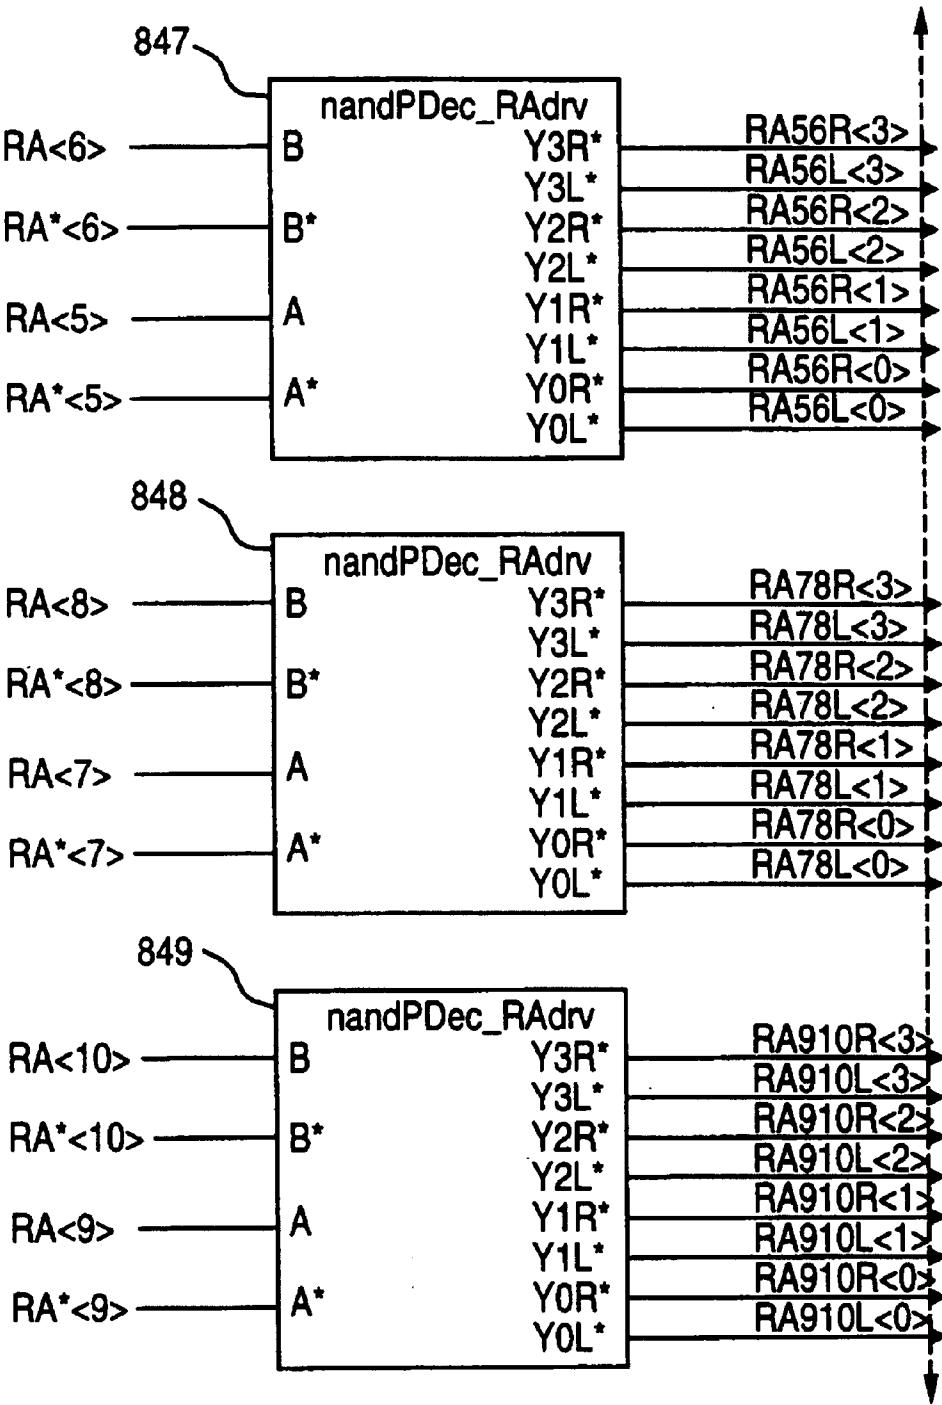 847
nandPDec_RAdrv
RA<6> B Y3R* RA56R<3>
Y3L* RA56L<3>
RA*<6> B* Y2R* RA56R<2>
Y2L* RA56L<2>
RA<5> A Y1R* RA56R<1>
Y1L* RA56L<1>
RA*<5> A* Y0R* RA56R<0>
Y0L* RA56L<0>
848
nandPDec_RAdrv
RA<8> B Y3R* RA78R<3>
Y3L* RA78L<3>
RA*<8> B* Y2R* RA78R<2>
Y2L* RA78L<2>
RA<7> A Y1R* RA78R<1>
Y1L* RA78L<1>
RA*<7> A* Y0R* RA78R<0>
Y0L* RA78L<0>
849
nandPDec_RAdrv
RA<10> B Y3R* RA910R<3>
Y3L* RA910L<3>
RA*<10> B* Y2R* RA910R<2>
Y2L* RA910L<2>
RA<9> A Y1R* RA910R<1>
Y1L* RA910L<1>
RA*<9> A* Y0R* RA910R<0>
Y0L* RA910L<0>